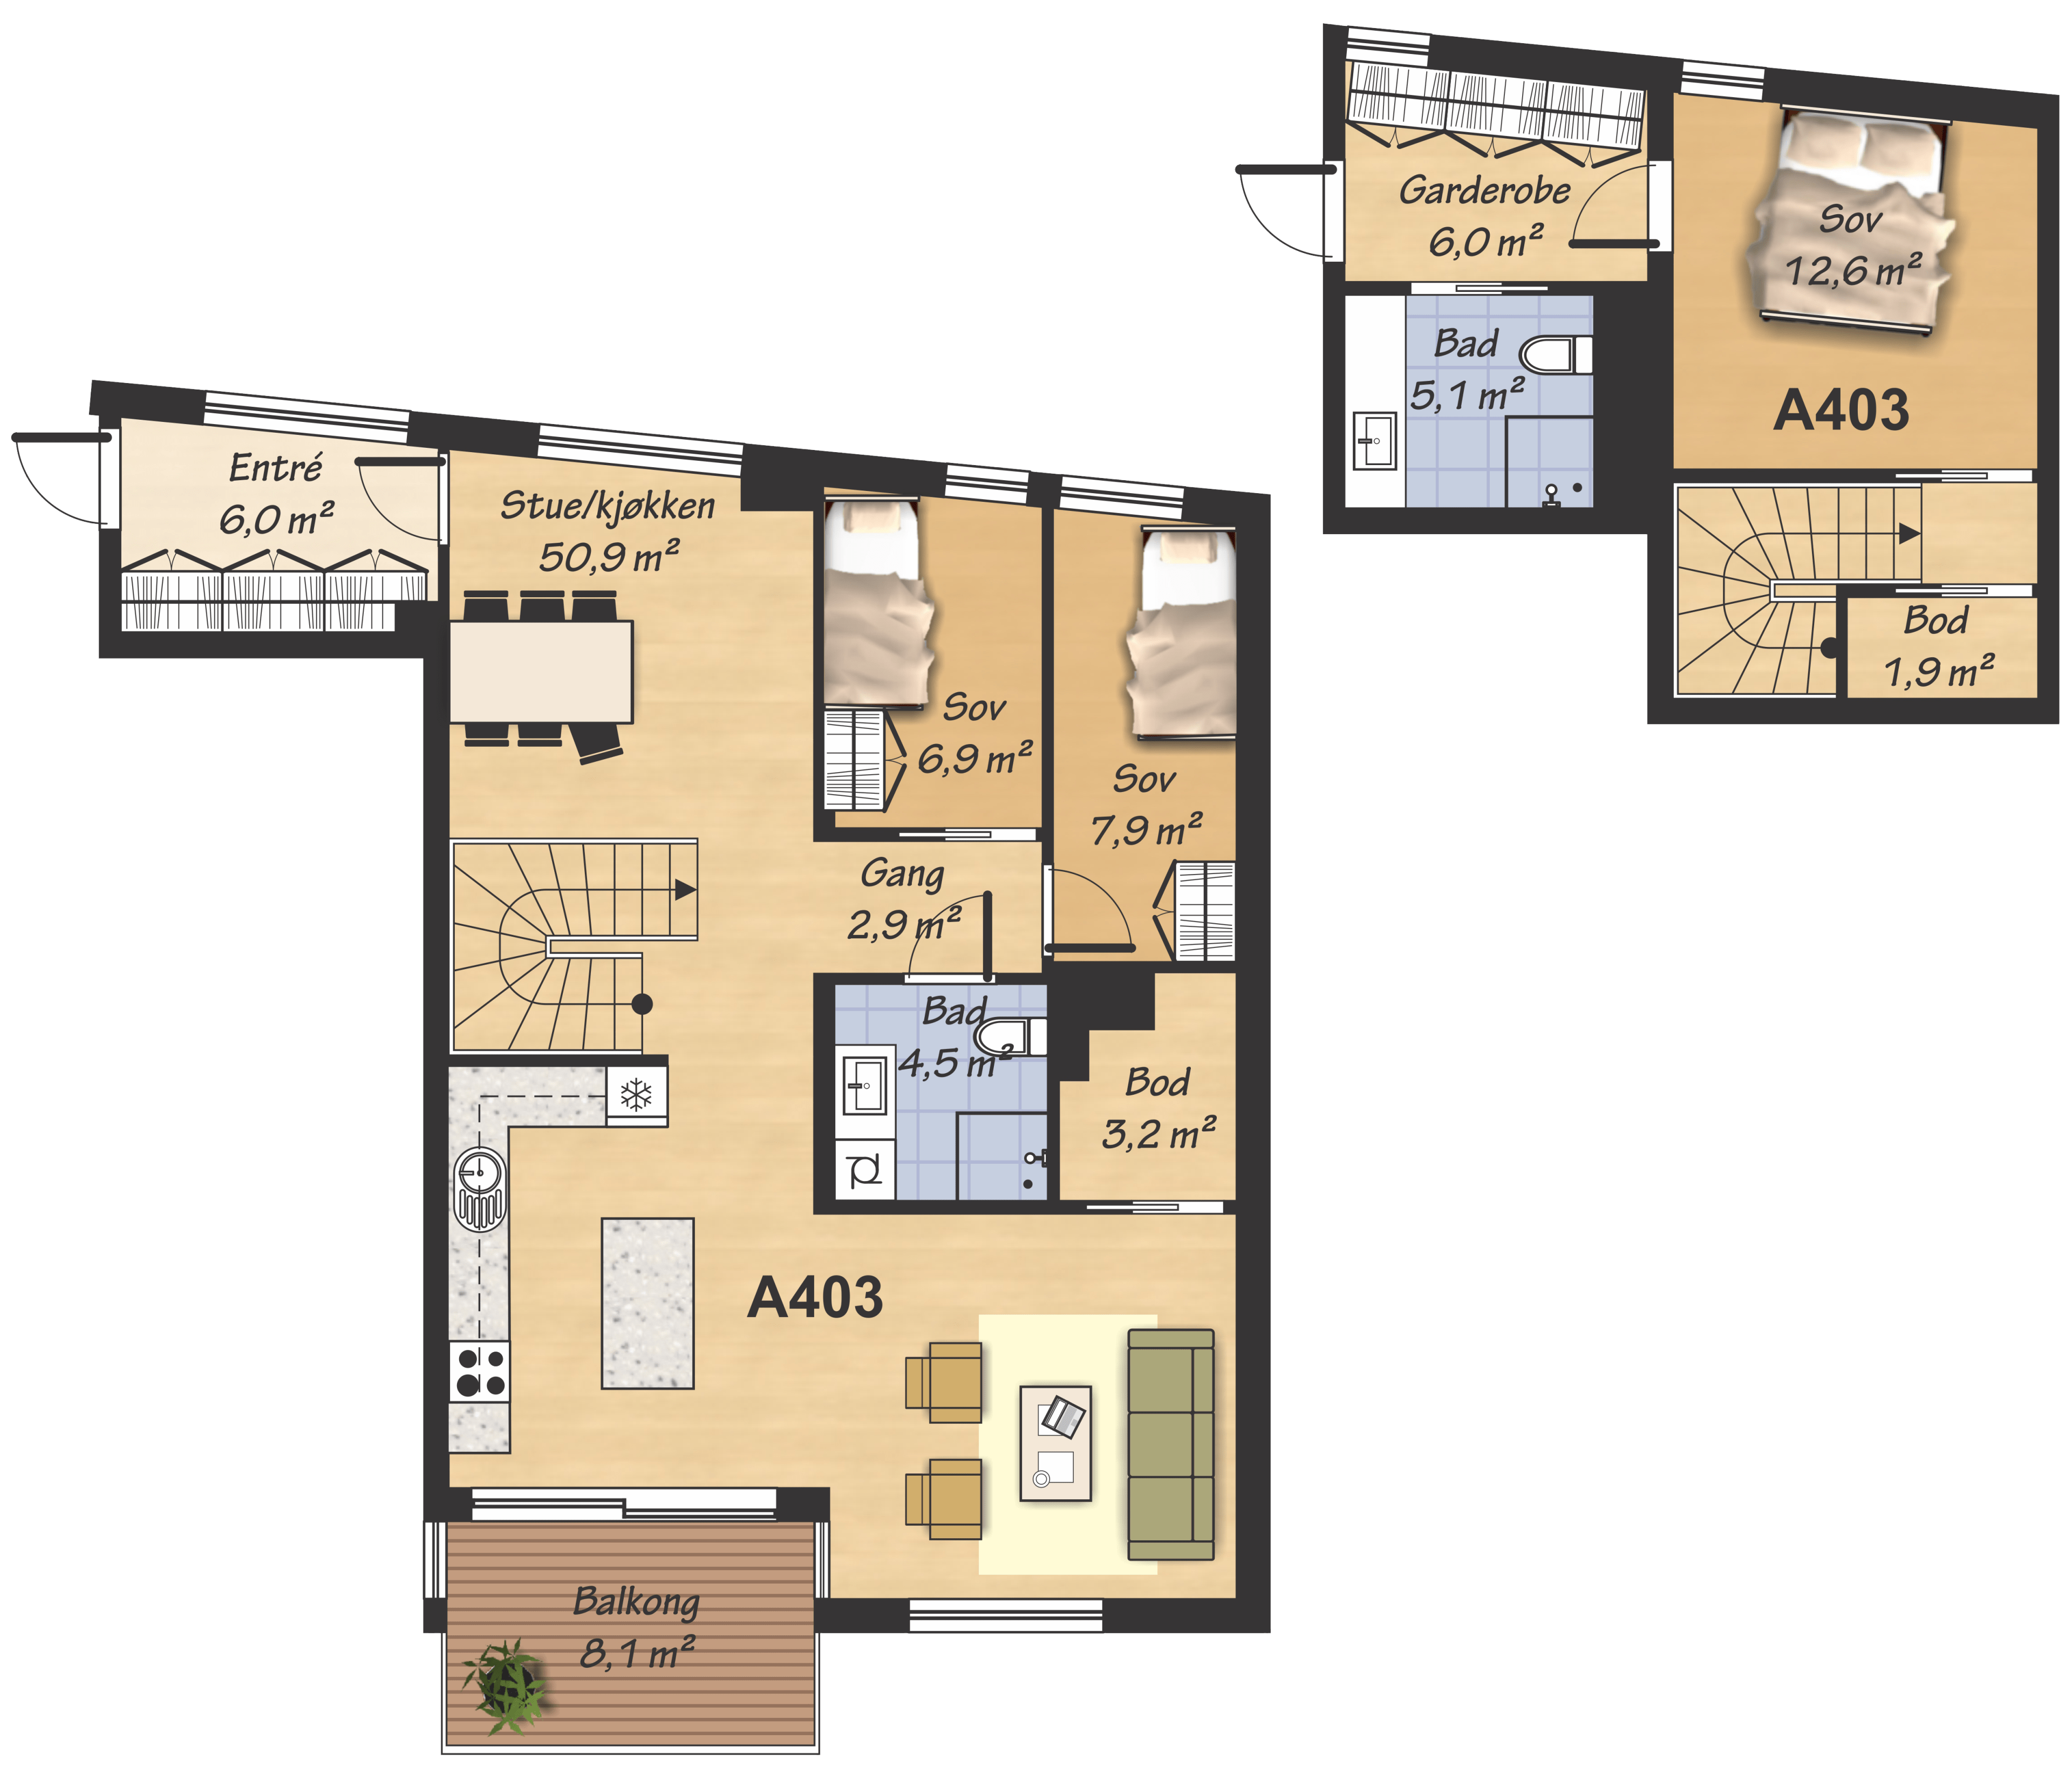 Garderobe
6,0 m²
Sov
12,6 m²
Bad
5,1 m²
A403
Bod
1,9 m²
Entré
6,0 m²
Stue/kjøkken
50,9 m²
Sov
6,9 m²
Sov
7,9 m²
Gang
2,9 m²
Bad
4,5 m²
Bod
3,2 m²
A403
Balkong
8,1 m²